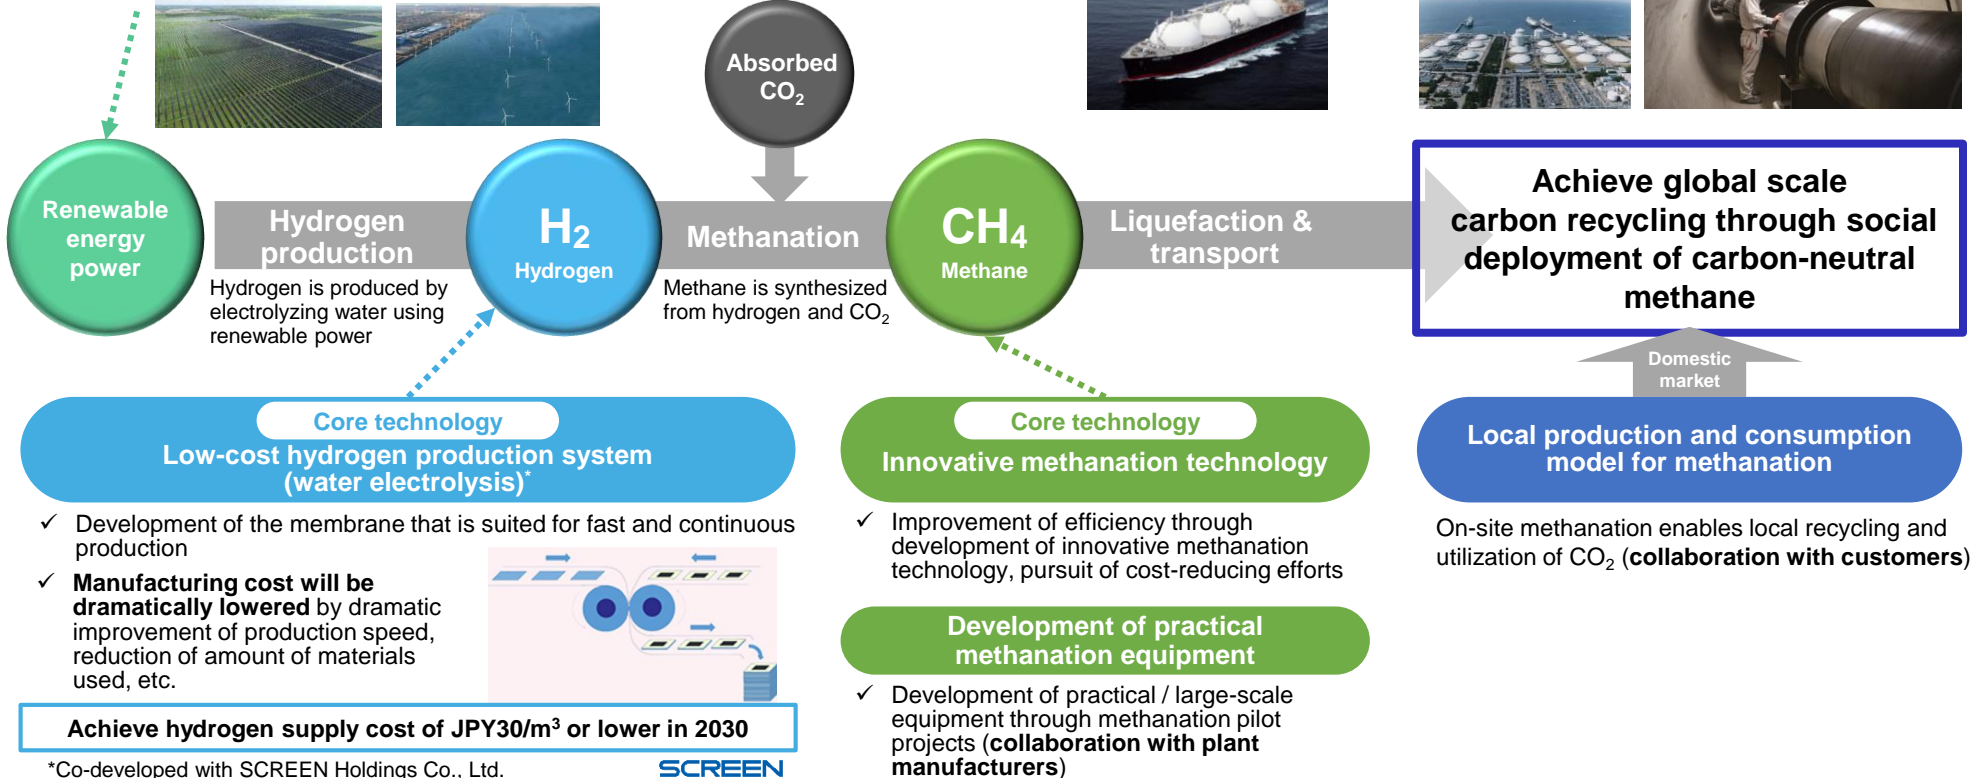 Absorbed
CO₂
Renewable
energy
power
Hydrogen
production
H₂
Hydrogen
Methanation
CH₄
Methane
Liquefaction &
transport
Achieve global scale
carbon recycling through social
deployment of carbon-neutral
methane
Hydrogen is produced by
electrolyzing water using
renewable power
Methane is synthesized
from hydrogen and CO₂
Domestic
market
Core technology
Low-cost hydrogen production system
(water electrolysis)*
✓ Development of the membrane that is suited for fast and continuous
production
✓ Manufacturing cost will be
dramatically lowered by dramatic
improvement of production speed,
reduction of amount of materials
used, etc.
Achieve hydrogen supply cost of JPY30/m³ or lower in 2030
*Co-developed with SCREEN Holdings Co., Ltd.
SCREEN
Core technology
Innovative methanation technology
✓ Improvement of efficiency through
development of innovative methanation
technology, pursuit of cost-reducing efforts
Development of practical
methanation equipment
✓ Development of practical / large-scale
equipment through methanation pilot
projects (collaboration with plant
manufacturers)
Local production and consumption
model for methanation
On-site methanation enables local recycling and
utilization of CO₂ (collaboration with customers)